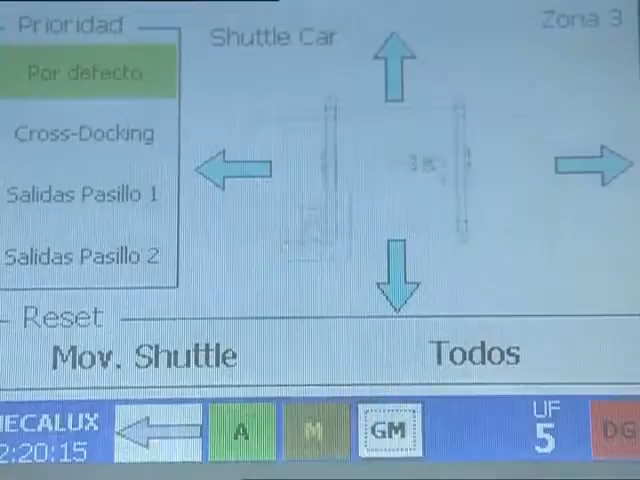 Prioridad
Shuttle Car
Zona 3
Por defecto
Cross-Docking
Salidas Pasillo 1
Salidas Pasillo 2
Reset
Mov. Shuttle
Todos
MECALUX
2:20:15
A
M
GM
UF
5
DG